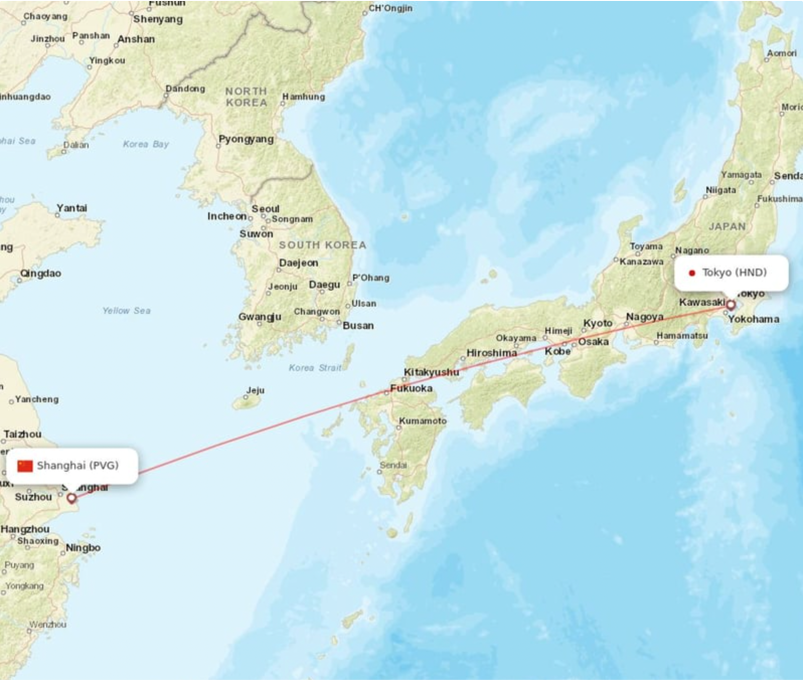 Fushun
CH'Ongjin
Chaoyang
Shenyang
Jinzhou
Panshan
Anshan
Aomori
Yingkou
Dandong
NORTH
KOREA
Hamhung
inhuangdao
Morio
Pyongyang
hai Sea
Dalian
Korea Bay
Yamagata
Senda
Niigata
Fukushima
Yantai
Seoul
Incheon
Songnam
Suwon
JAPAN
SOUTH KOREA
Toyama
Nagano
Kanazawa
Daejeon
Qingdao
Tokyo (HND)
P'Ohang
Jeonju
Daegu
Tokyo
Kawasaki
Ulsan
Yellow Sea
Changwon
Gwangju
Busan
Nagoya
Yokohama
Kyoto
Himeji
Okayama
Hamamatsu
Osaka
Kobe
Hiroshima
Korea Strait
Kitakyushu
Fukuoka
Jeju
Yancheng
Kumamoto
Taizhou
Shanghai (PVG)
Sendai
Shanghai
Suzhou
Hangzhou
Shaoxing
Ningbo
Puyang
Yongkang
Wenzhou